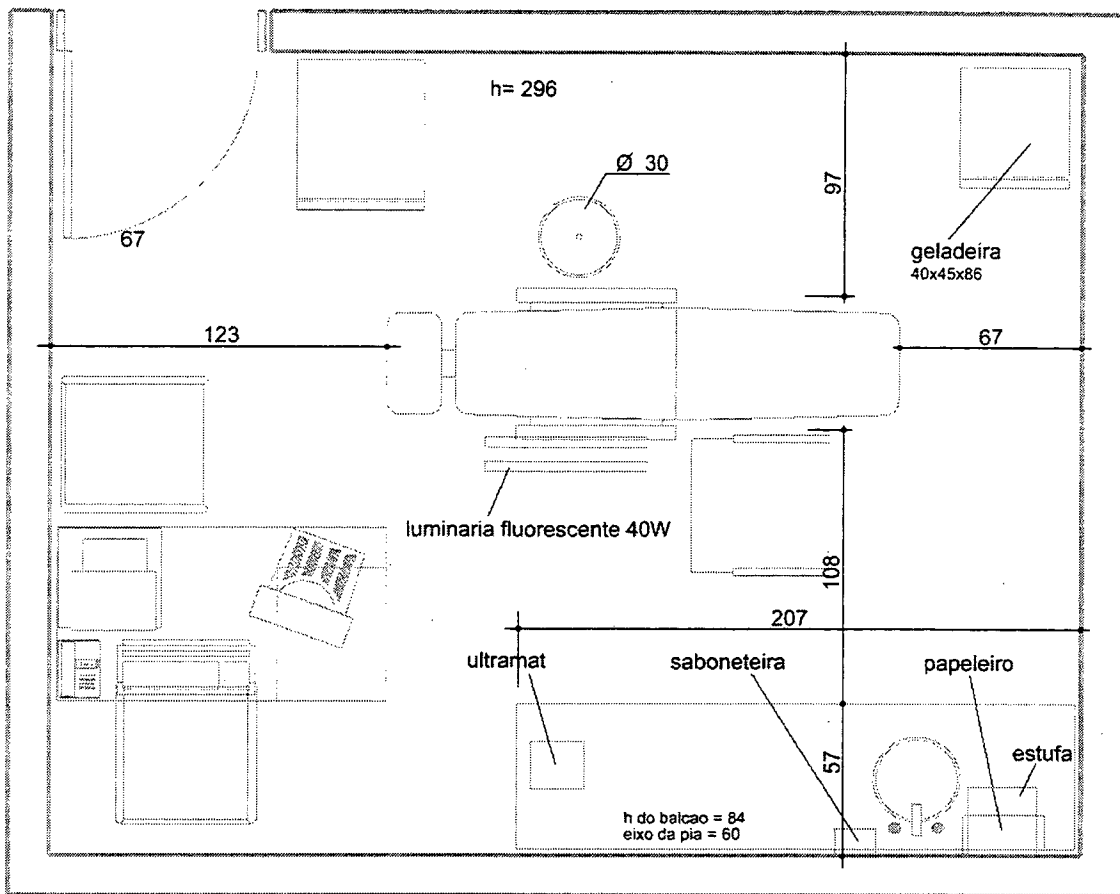 h= 296
Ø 30
97
67
geladeira
40x45x86
123
67
luminaria fluorescente 40W
108
207
ultramat
saboneteira
papeleiro
estufa
57
h do balcao = 84
eixo da pia = 60